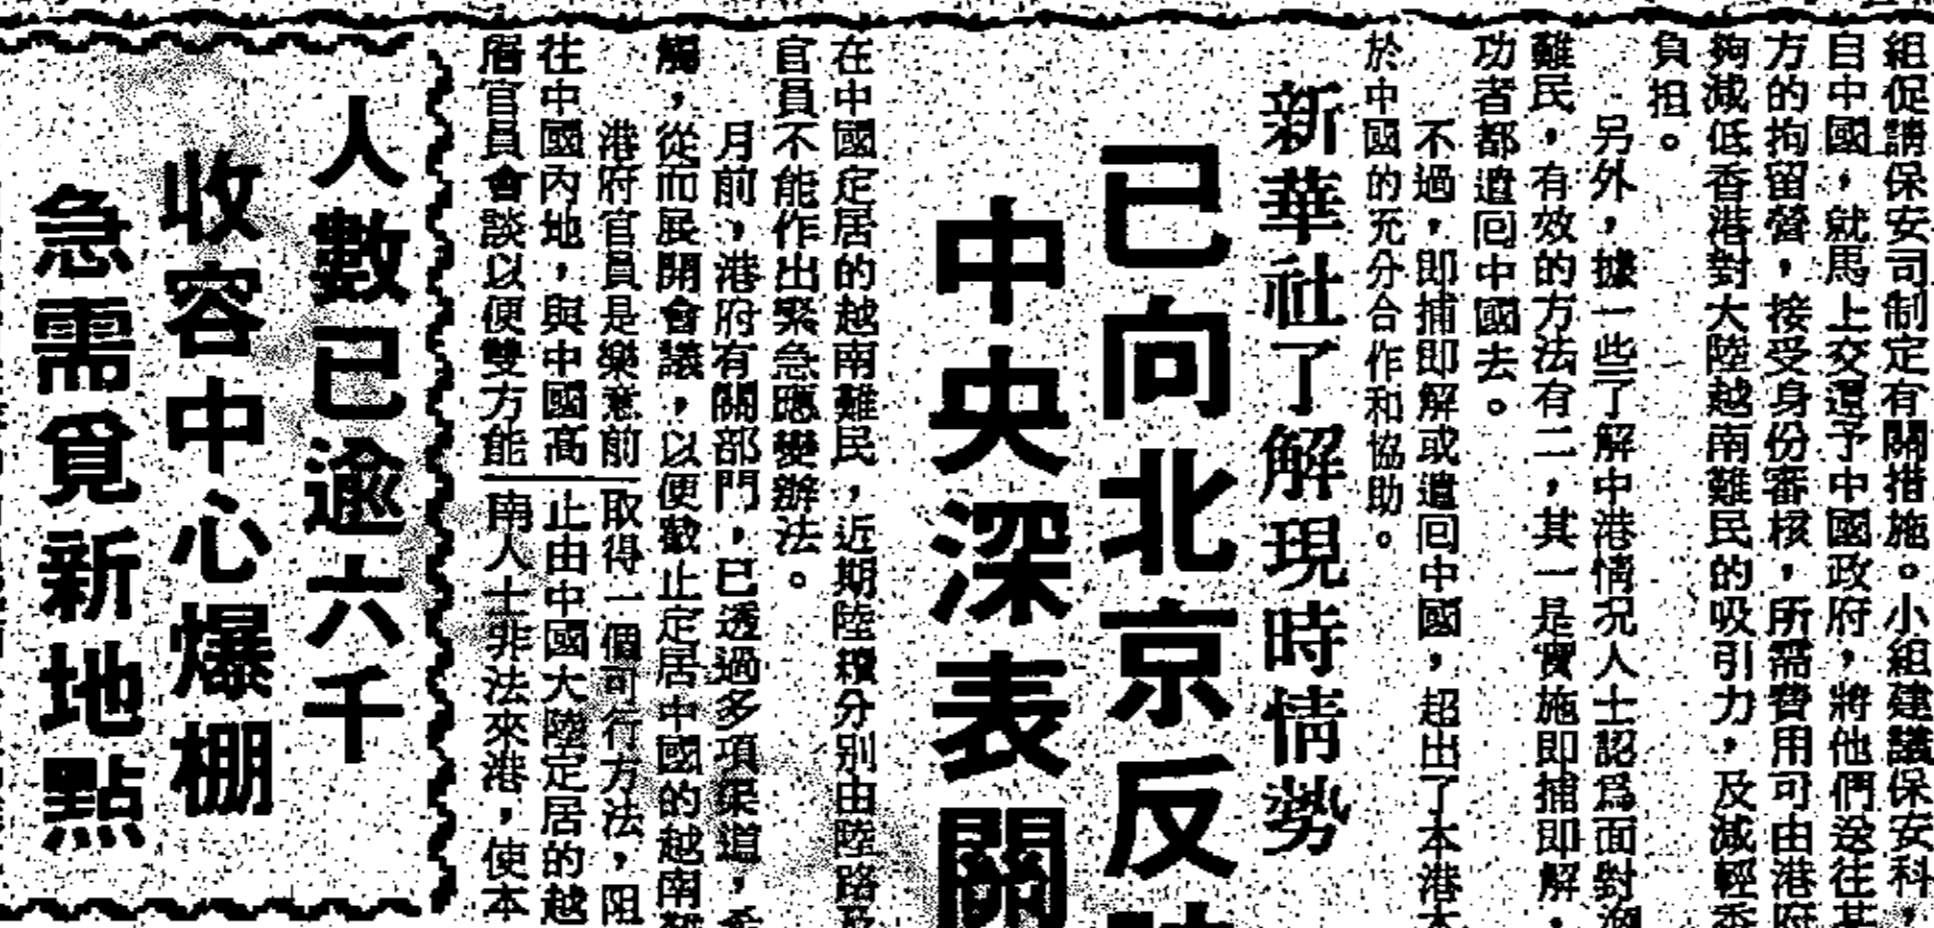 組促請保安司制定有關措施。小組建議保安科，
自中國，就馬上交還予中國政府，將他們送往某
方的拘留營，接受身份審核，所需費用可由港府
夠減低香港對大陸越南難民的吸引力，及減輕香
負担。
另外，據一些了解中港情況人士認爲面對湧
難民，有效的方法有二，其一是實施即捕即解，
功者都遣回中國去。
不過，即捕即解或遣回中國，超出了本港本
於中國的充分合作和協助。
新華社了解現時情勢
已向北京反
中央深表關
在中國定居的越南難民，近期陸續分別由陸路及
官員不能作出緊急應變辦法。
月前，港府有關部門，已透過多項渠道，希
觸，從而展開會議，以便截止定居中國的越南難
港府官員是樂意前
往中國內地，與中國高
層官員會談以便雙方能
取得一個可行方法，阻
止由中國大陸定居的越
南人士非法來港，使本
人數已逾六千
收容中心爆棚
急需覓新地點